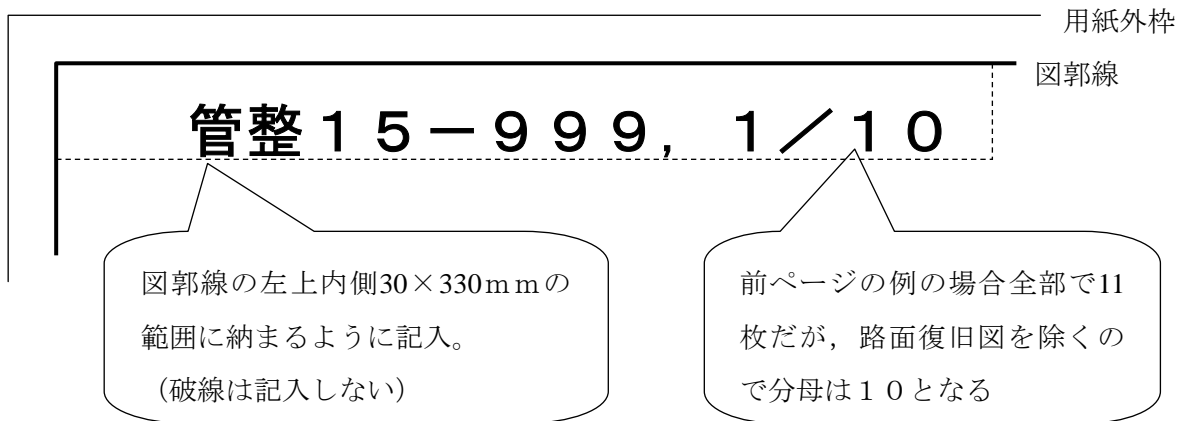 用紙外枠
図郭線
管整１５－９９９，１／１０
図郭線の左上内側30×330ｍｍの
範囲に納まるように記入。
（破線は記入しない）
前ページの例の場合全部で11
枚だが，路面復旧図を除くの
で分母は１０となる